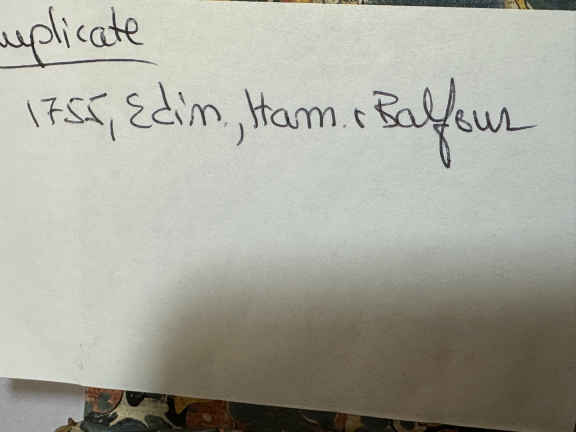 uplicate
1755, Edin., Ham. & Balfour